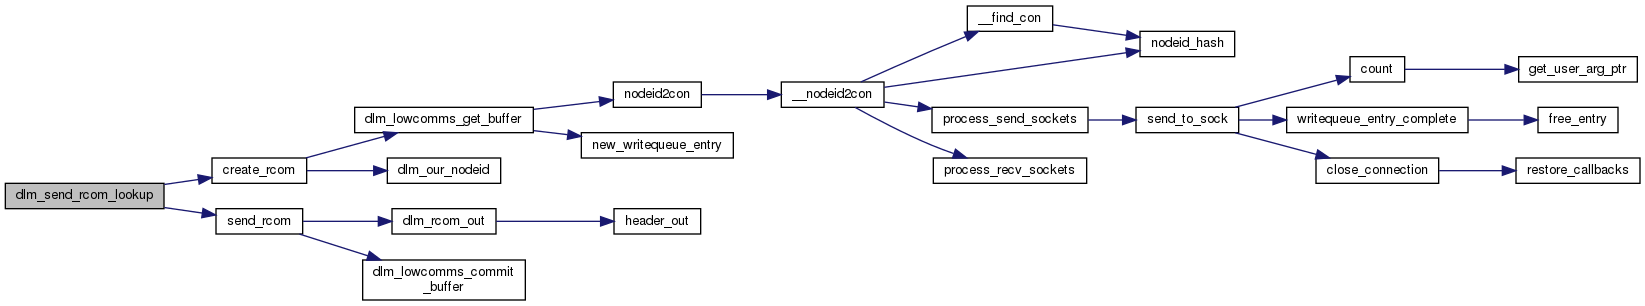 dlm_send_rcom_lookup
create_rcom
dlm_lowcomms_get_buffer
nodeid2con
__nodeid2con
__find_con
nodeid_hash
process_send_sockets
send_to_sock
count
get_user_arg_ptr
writequeue_entry_complete
free_entry
close_connection
restore_callbacks
process_recv_sockets
new_writequeue_entry
dlm_our_nodeid
send_rcom
dlm_rcom_out
header_out
dlm_lowcomms_commit
_buffer